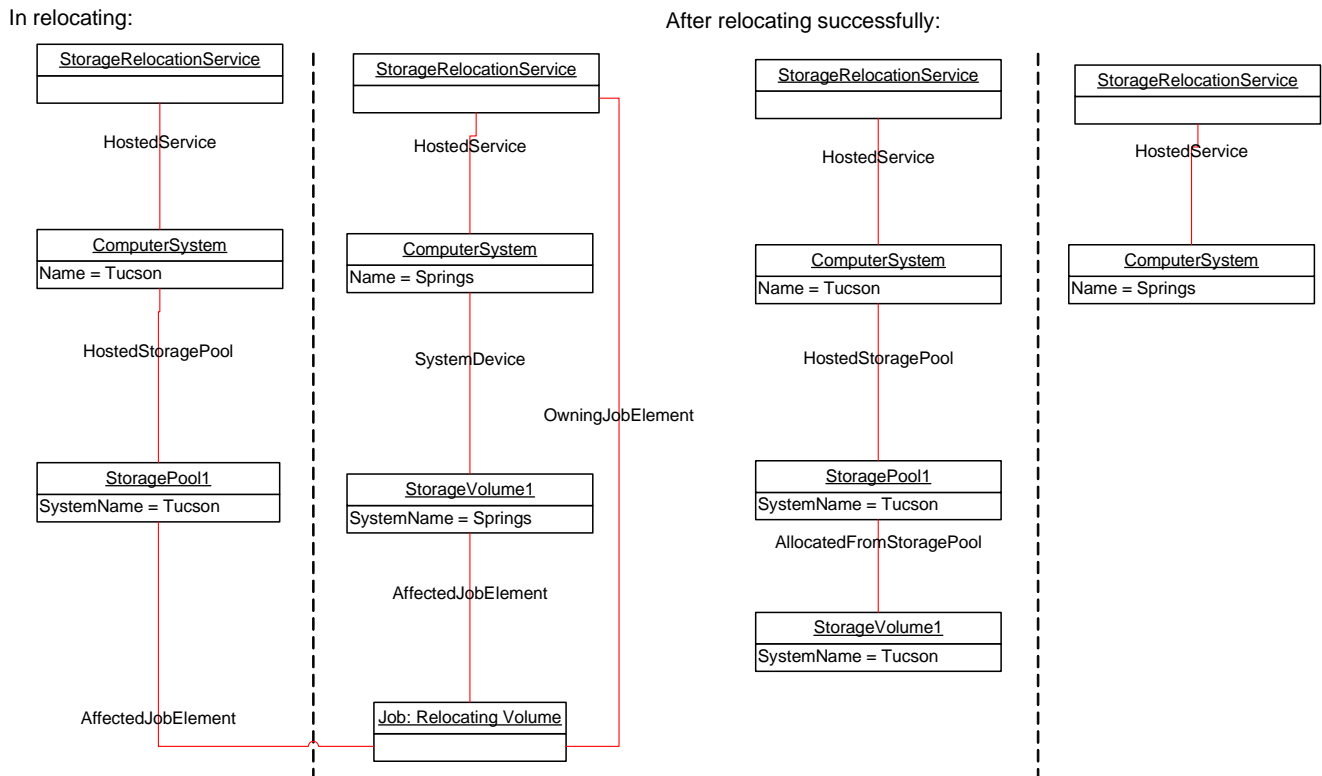 In relocating:
StorageRelocationService
HostedService
ComputerSystem
Name = Tucson
HostedStoragePool
StoragePool1
SystemName = Tucson
AffectedJobElement
StorageRelocationService
HostedService
ComputerSystem
Name = Springs
SystemDevice
OwningJobElement
StorageVolume1
SystemName = Springs
AffectedJobElement
Job: Relocating Volume
After relocating successfully:
StorageRelocationService
HostedService
ComputerSystem
Name = Tucson
HostedStoragePool
StoragePool1
SystemName = Tucson
AllocatedFromStoragePool
StorageVolume1
SystemName = Tucson
StorageRelocationService
HostedService
ComputerSystem
Name = Springs